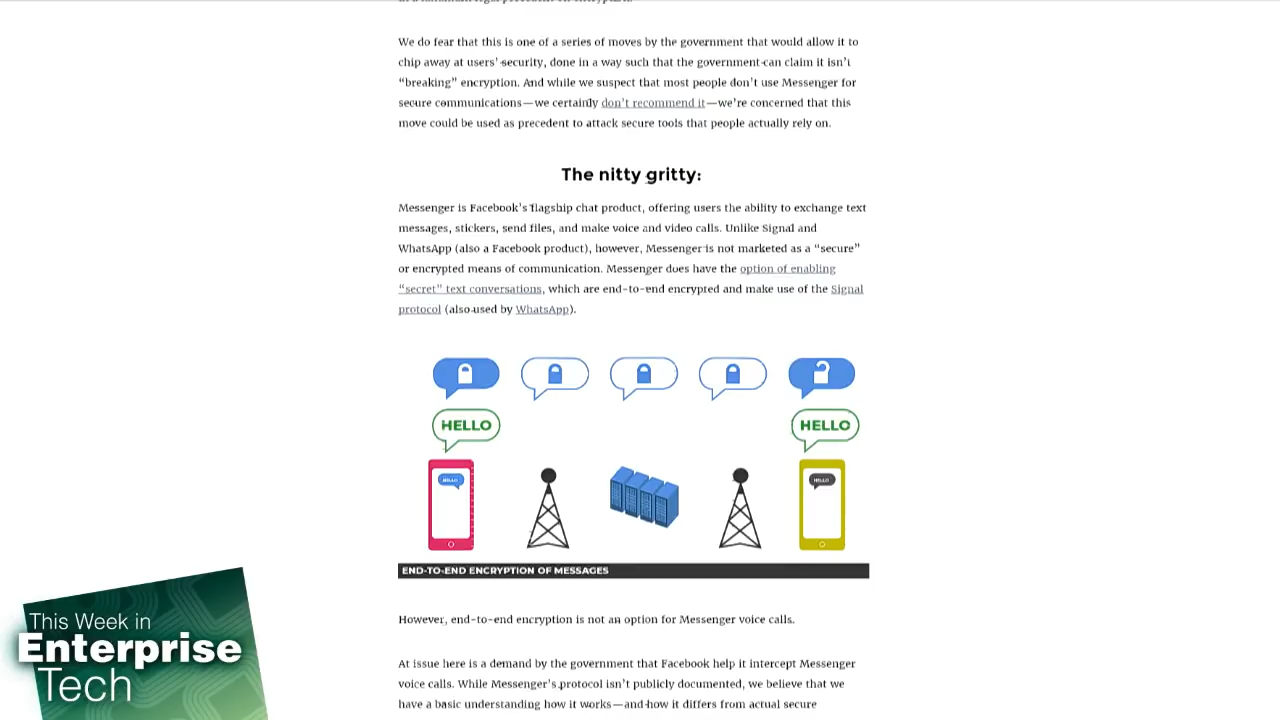 We do fear that this is one of a series of moves by the government that would allow it to
chip away at users' security, done in a way such that the government can claim it isn't
“breaking” encryption. And while we suspect that most people don't use Messenger for
secure communications—we certainly don't recommend it—we're concerned that this
move could be used as precedent to attack secure tools that people actually rely on.
The nitty gritty:
Messenger is Facebook's flagship chat product, offering users the ability to exchange text
messages, stickers, send files, and make voice and video calls. Unlike Signal and
WhatsApp (also a Facebook product), however, Messenger is not marketed as a “secure”
or encrypted means of communication. Messenger does have the option of enabling
“secret” text conversations, which are end-to-end encrypted and make use of the Signal
protocol (also used by WhatsApp).
HELLO
HELLO
HELLO
HELLO
END-TO-END ENCRYPTION OF MESSAGES
However, end-to-end encryption is not an option for Messenger voice calls.
At issue here is a demand by the government that Facebook help it intercept Messenger
voice calls. While Messenger's protocol isn't publicly documented, we believe that we
have a basic understanding how it works—and how it differs from actual secure
This Week in
Enterprise
Tech